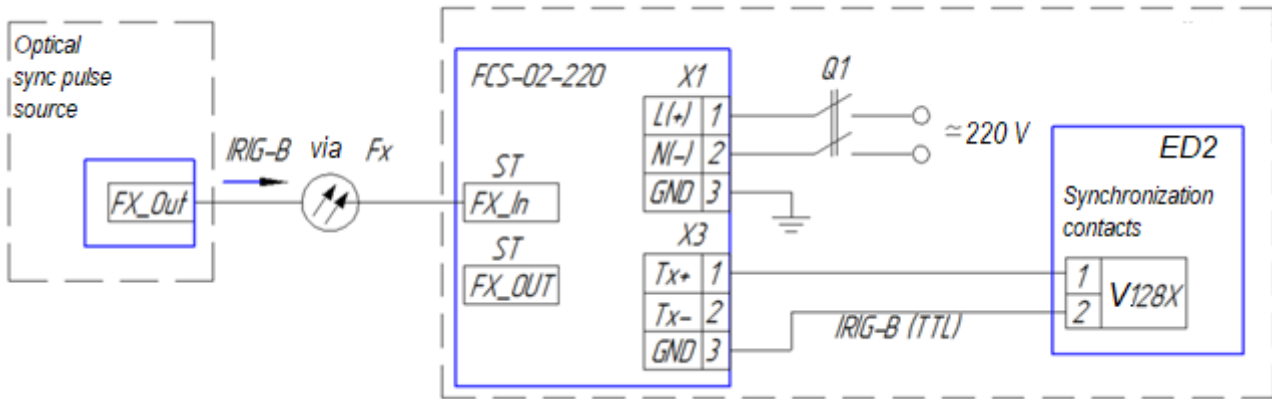 Optical
sync pulse
source
FX_Out
IRIG-B via Fx
FCS-02-220
ST
FX_In
ST
FX_OUT
X1
L(+) 1
N(-) 2
GND 3
X3
Tx+ 1
Tx- 2
GND 3
Q1
≃ 220 V
IRIG-B (TTL)
ED2
Synchronization
contacts
1
2
V128X